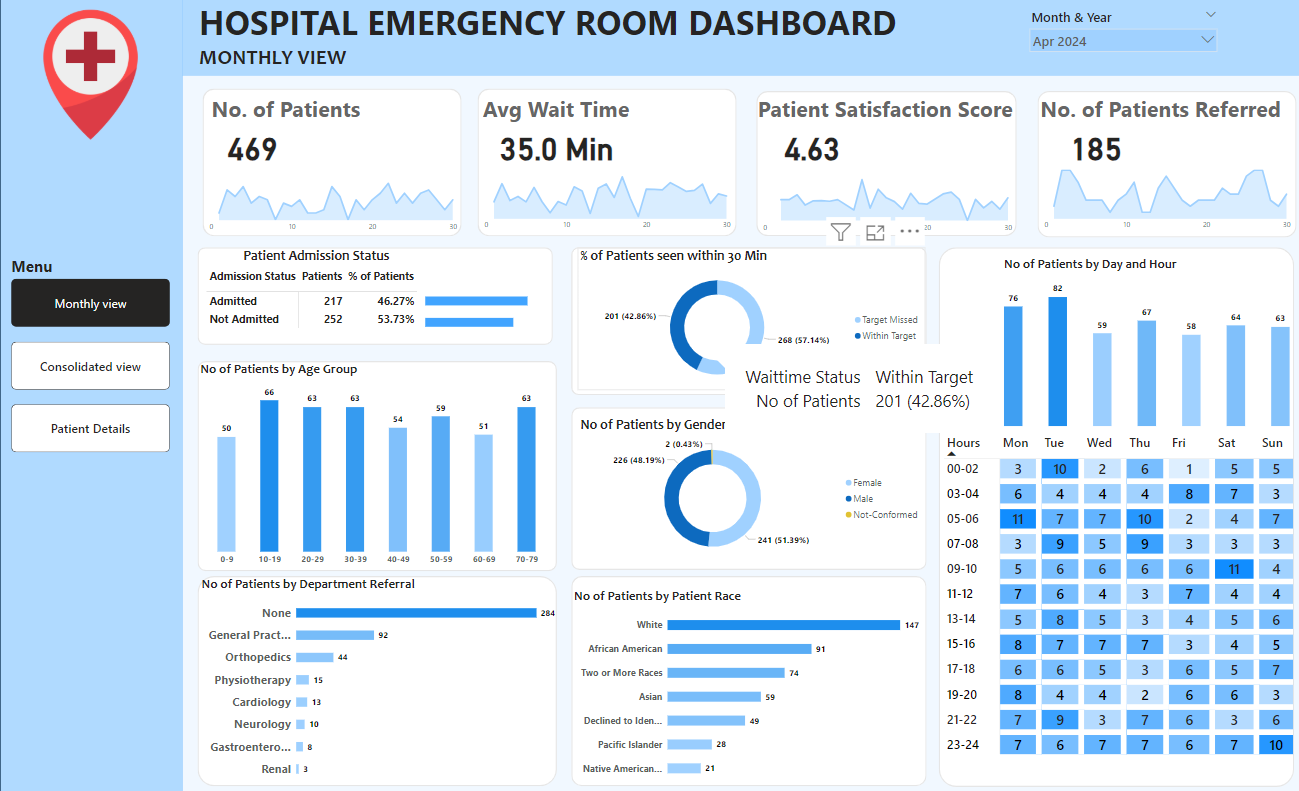 HOSPITAL EMERGENCY ROOM DASHBOARD
MONTHLY VIEW
Month & Year
Apr 2024
No. of Patients
469
0 10 20 30
Avg Wait Time
35.0 Min
0 10 20 30
Patient Satisfaction Score
4.63
0 20 30
No. of Patients Referred
185
0 10 20 30
Menu
Monthly view
Consolidated view
Patient Details
Patient Admission Status
Admission Status Patients % of Patients
Admitted 217 46.27%
Not Admitted 252 53.73%
% of Patients seen within 30 Min
201 (42.86%)
268 (57.14%)
Target Missed
Within Target
Waittime Status Within Target
No of Patients 201 (42.86%)
No of Patients by Age Group
50 66 63 63 54 59 51 63
0-9 10-19 20-29 30-39 40-49 50-59 60-69 70-79
No of Patients by Gender
2 (0.43%)
226 (48.19%)
241 (51.39%)
Female
Male
Not-Conformed
No of Patients by Department Referral
None 284
General Pract... 92
Orthopedics 44
Physiotherapy 15
Cardiology 13
Neurology 10
Gastroentero... 8
Renal 3
No of Patients by Patient Race
White 147
African American 91
Two or More Races 74
Asian 59
Declined to Iden... 49
Pacific Islander 28
Native American... 21
No of Patients by Day and Hour
76 82 59 67 58 64 63
Hours Mon Tue Wed Thu Fri Sat Sun
00-02 3 10 2 6 1 5 5
03-04 6 4 4 4 8 7 3
05-06 11 7 7 10 2 4 7
07-08 3 9 5 9 3 3 3
09-10 5 6 6 6 6 11 4
11-12 7 6 4 3 7 4 4
13-14 5 8 5 3 4 5 6
15-16 8 7 7 7 3 4 5
17-18 6 6 5 3 6 5 7
19-20 8 4 4 2 6 6 3
21-22 7 9 3 7 6 3 6
23-24 7 6 7 7 6 7 10